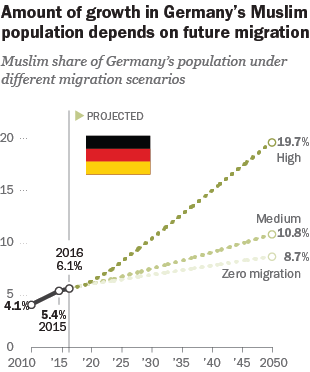 Amount of growth in Germany's Muslim
population depends on future migration
Muslim share of Germany's population under
different migration scenarios
PROJECTED
20
19.7%
High
15
Medium
10.8%
10
2016
6.1%
8.7%
Zero migration
5
4.1%
5.4%
2015
0
2010 '15 '20 '25 '30 '35 '40 '45 2050